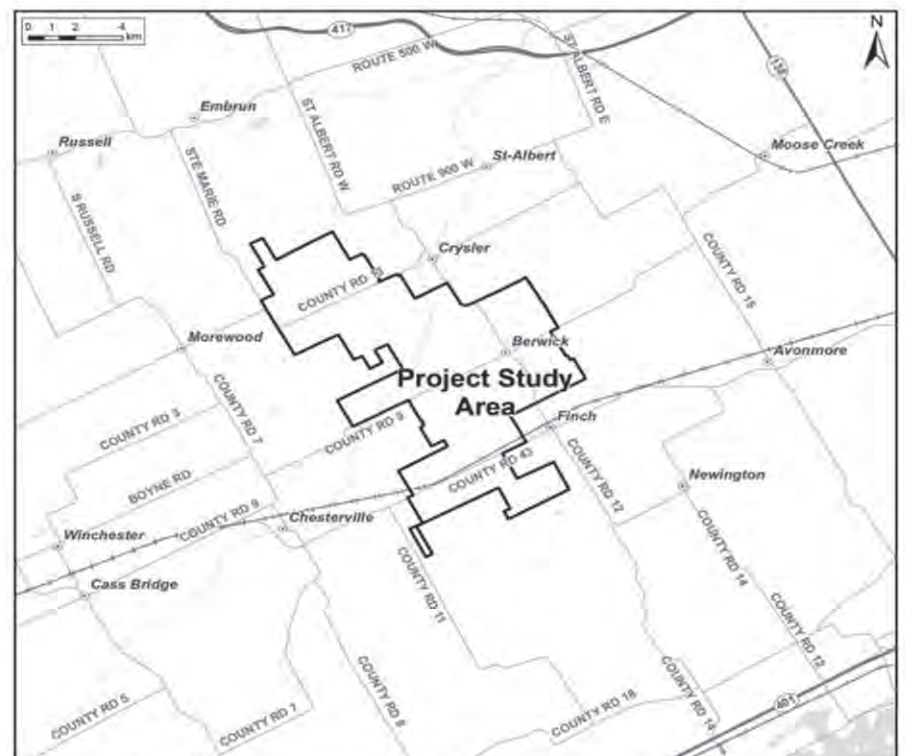 0 1 2 4
km
N
417
ROUTE 500 W
ST ALBERT RD E
138
Embrun
Russell
ST ALBERT RD W
Moose Creek
STE MARIE RD
St-Albert
ROUTE 900 W
S RUSSELL RD
Crysler
COUNTY RD
COUNTY RD 15
Morewood
Berwick
Avonmore
Project Study
Area
COUNTY RD 7
COUNTY RD 3
COUNTY RD 9
Finch
COUNTY RD 43
COUNTY RD 12
Newington
BOYNE RD
COUNTY RD 9
Chesterville
Winchester
COUNTY RD 14
Cass Bridge
COUNTY RD 11
COUNTY RD 12
COUNTY RD 8
COUNTY RD 14
401
COUNTY RD 5
COUNTY RD 7
COUNTY RD 18